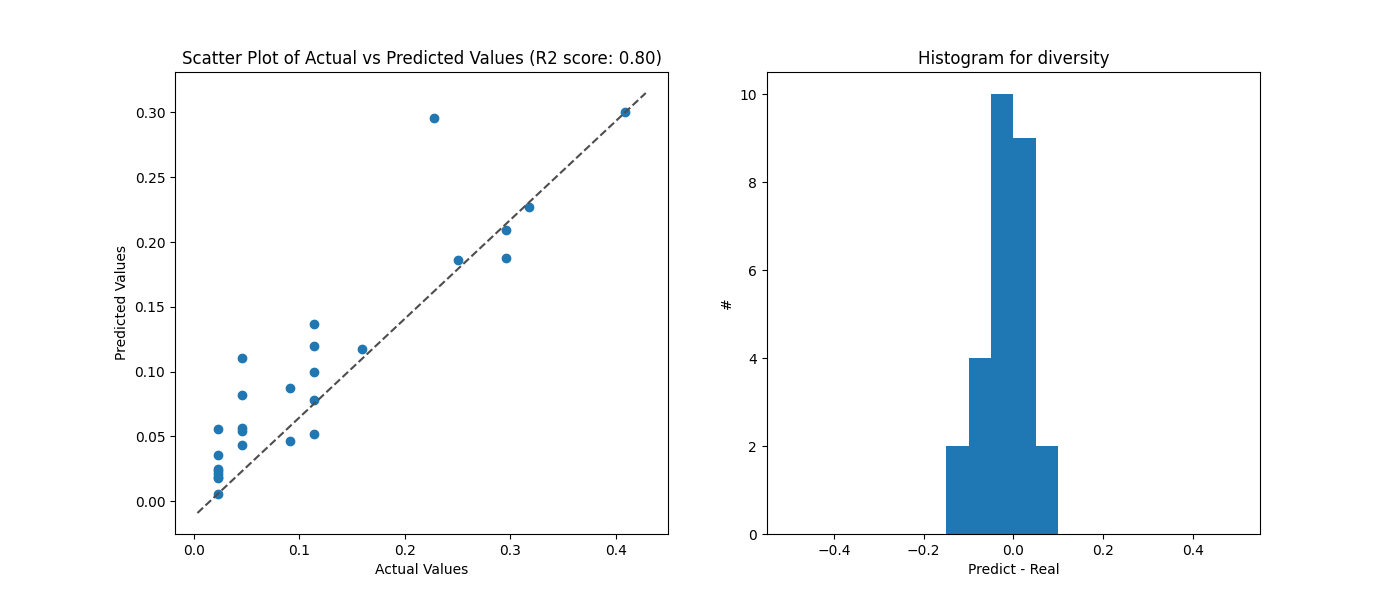 Scatter Plot of Actual vs Predicted Values (R2 score: 0.80)
Predicted Values
0.30
0.25
0.20
0.15
0.10
0.05
0.00
0.0 0.1 0.2 0.3 0.4
Actual Values
Histogram for diversity
#
10
8
6
4
2
0
−0.4 −0.2 0.0 0.2 0.4
Predict - Real